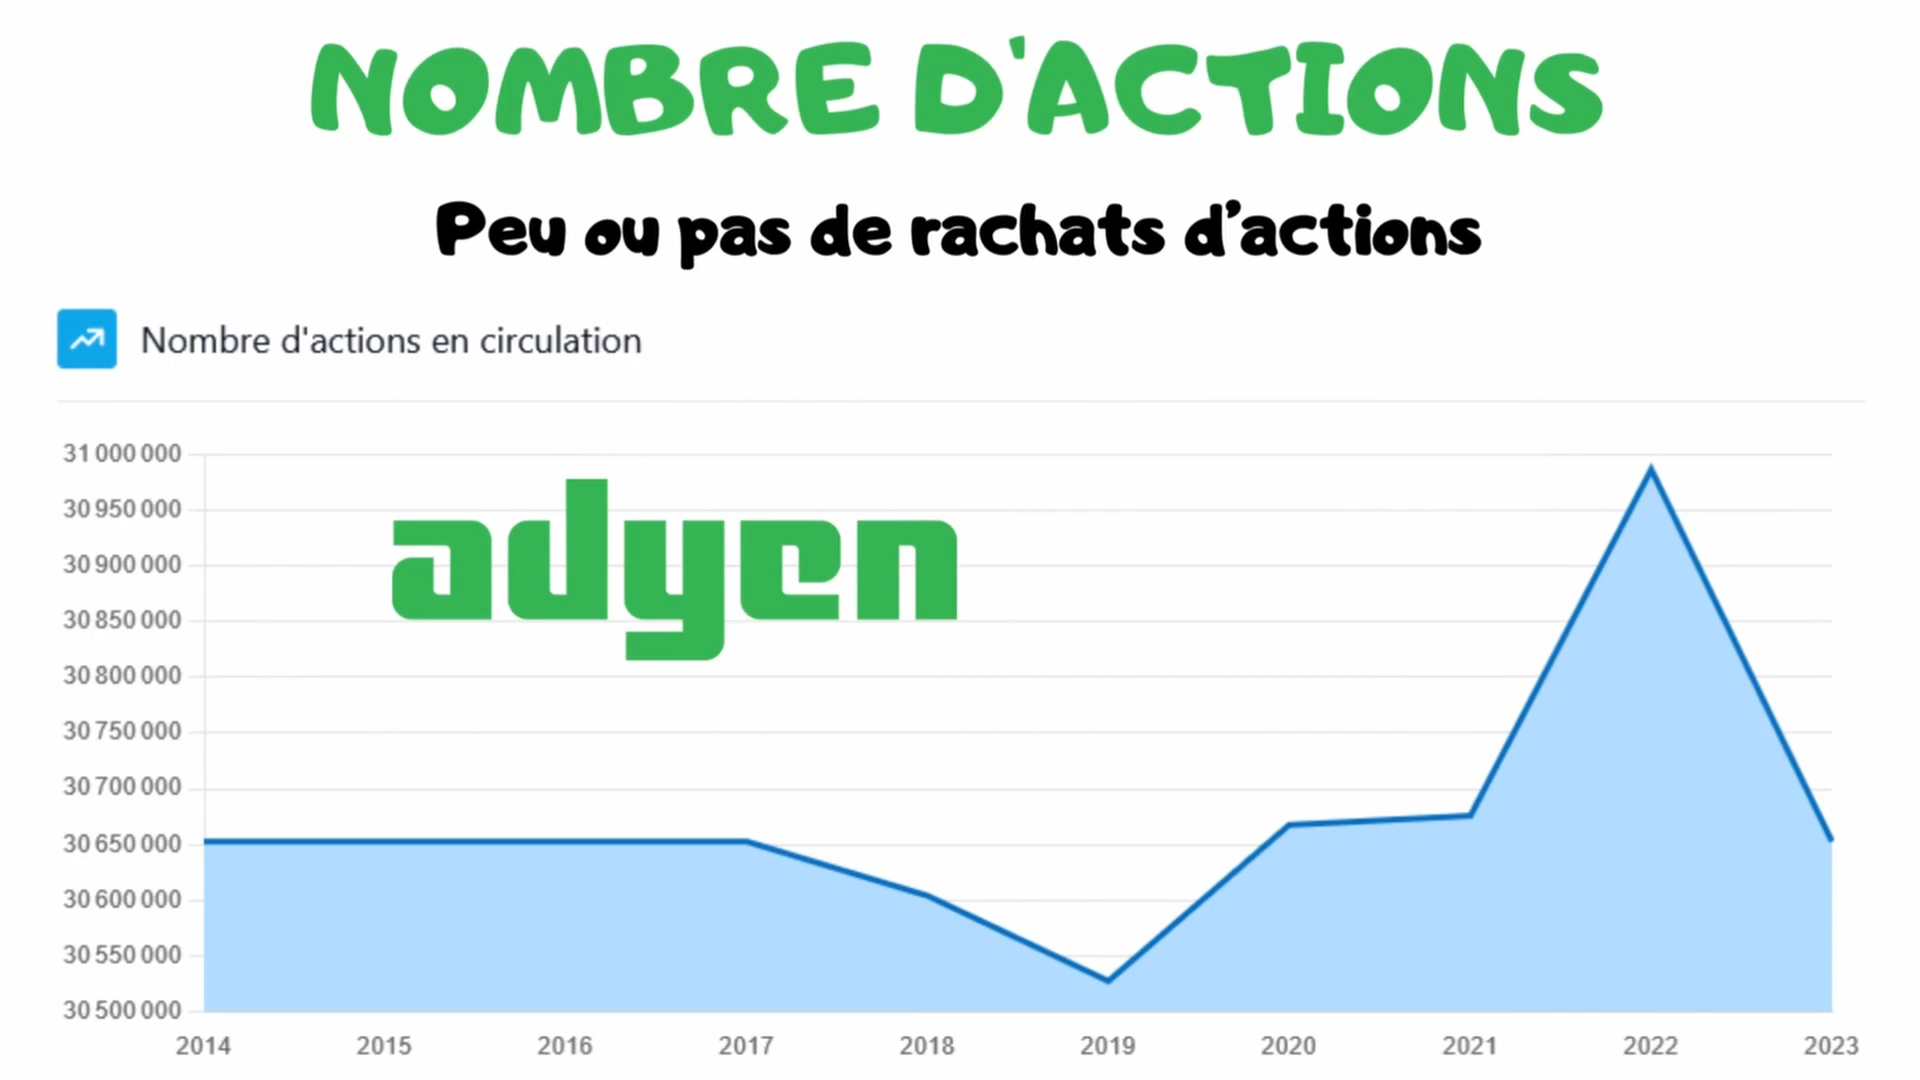 NOMBRE D'ACTIONS
Peu ou pas de rachats d’actions
Nombre d'actions en circulation
31 000 000
adyen
30 950 000
30 900 000
30 850 000
30 800 000
30 750 000
30 700 000
30 650 000
30 600 000
30 550 000
30 500 000
2014 2015 2016 2017 2018 2019 2020 2021 2022 2023